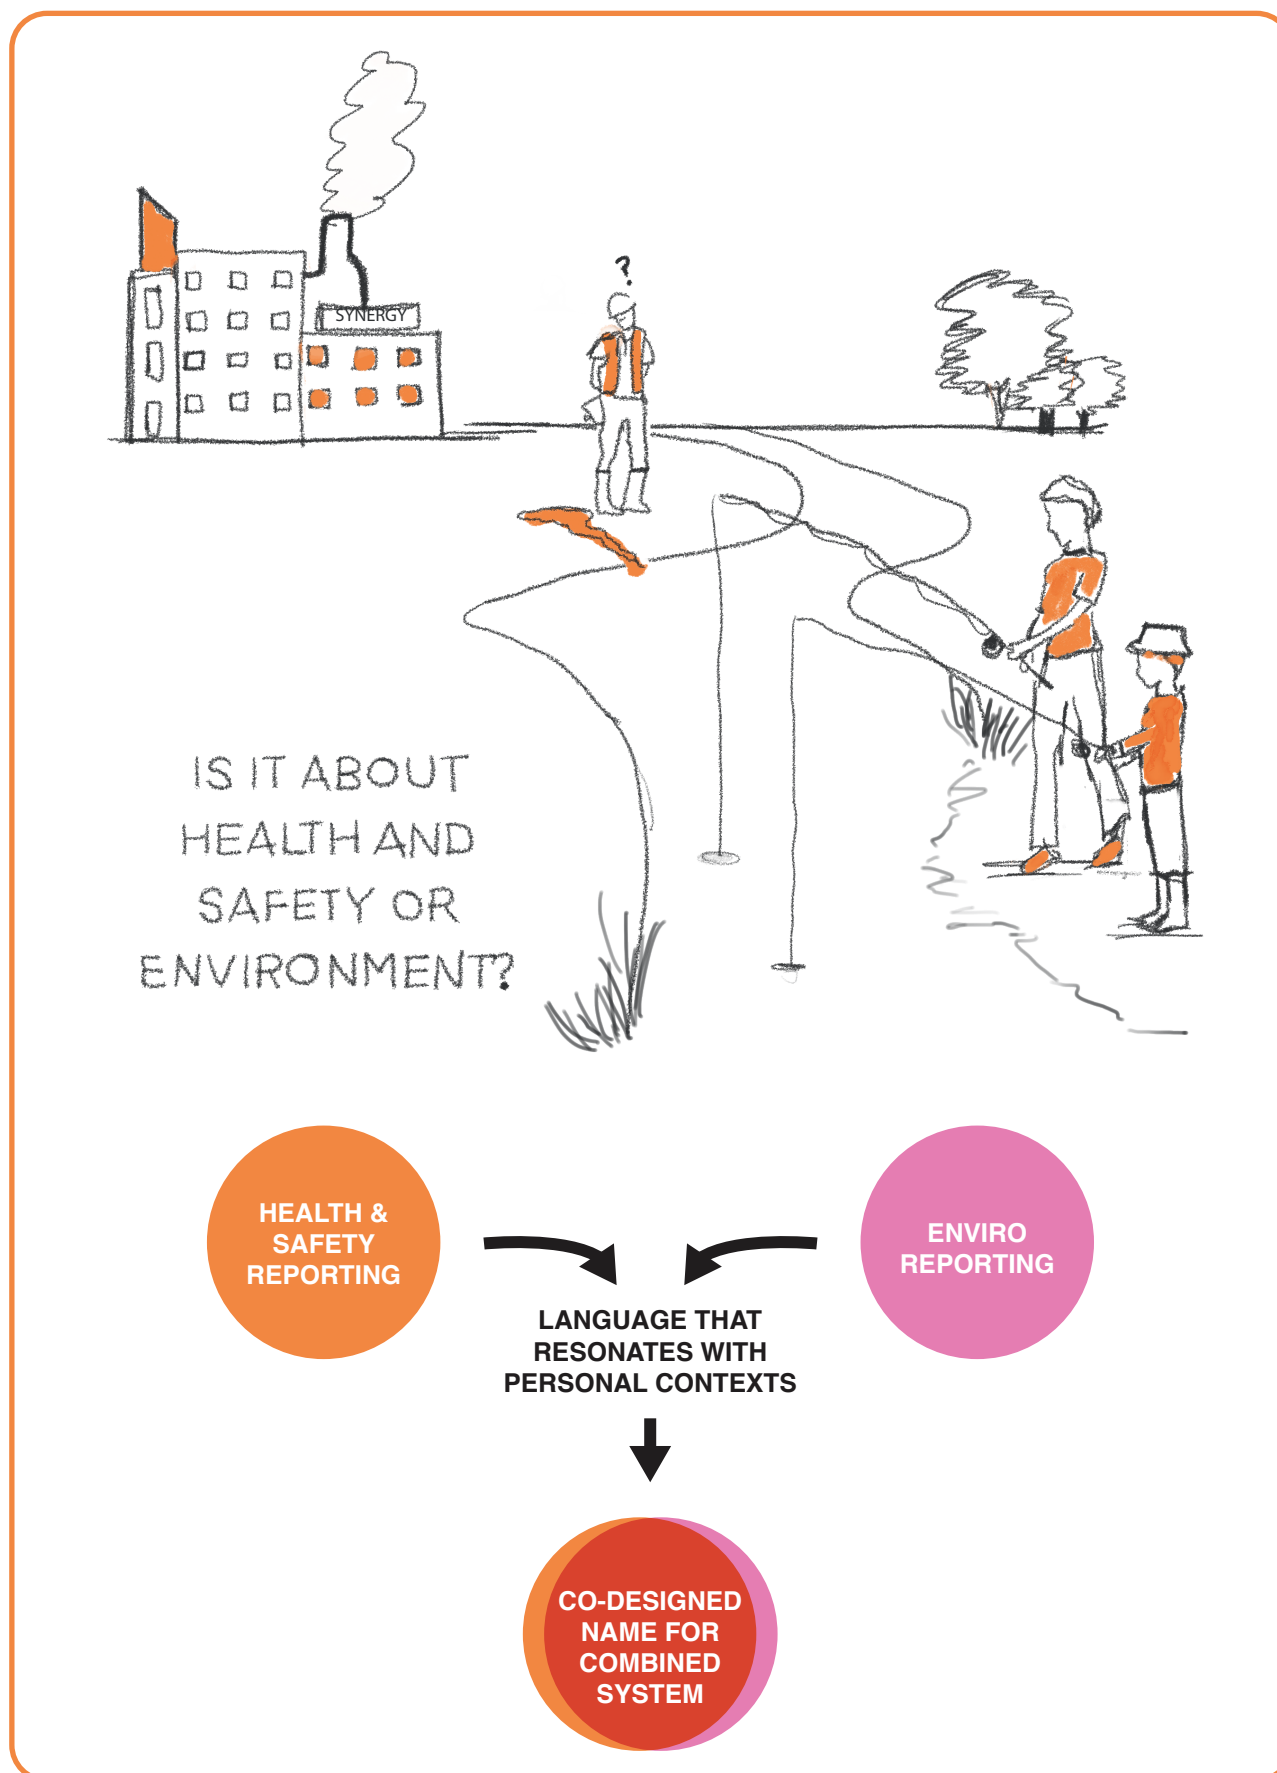 ?
SYNERGY
IS IT ABOUT
HEALTH AND
SAFETY OR
ENVIRONMENT?
HEALTH &
SAFETY
REPORTING
ENVIRO
REPORTING
LANGUAGE THAT
RESONATES WITH
PERSONAL CONTEXTS
CO-DESIGNED
NAME FOR
COMBINED
SYSTEM